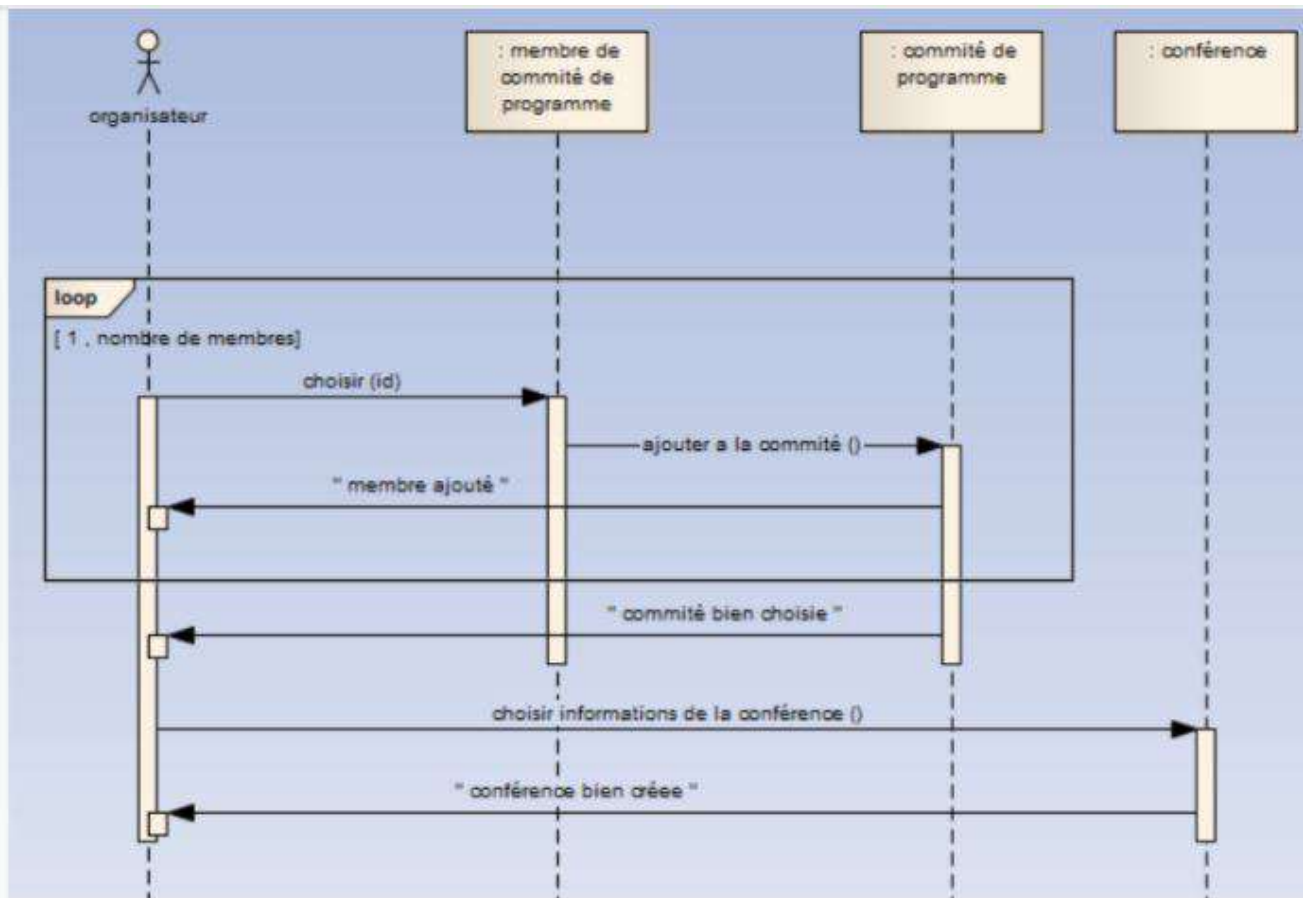 organisateur
: membre de
commité de
programme
: commité de
programme
: conférence
loop
[ 1 , nombre de membres]
choisir (id)
ajouter a la commité ()
" membre ajouté "
" commité bien choisie "
choisir informations de la conférence ()
" conférence bien créee "